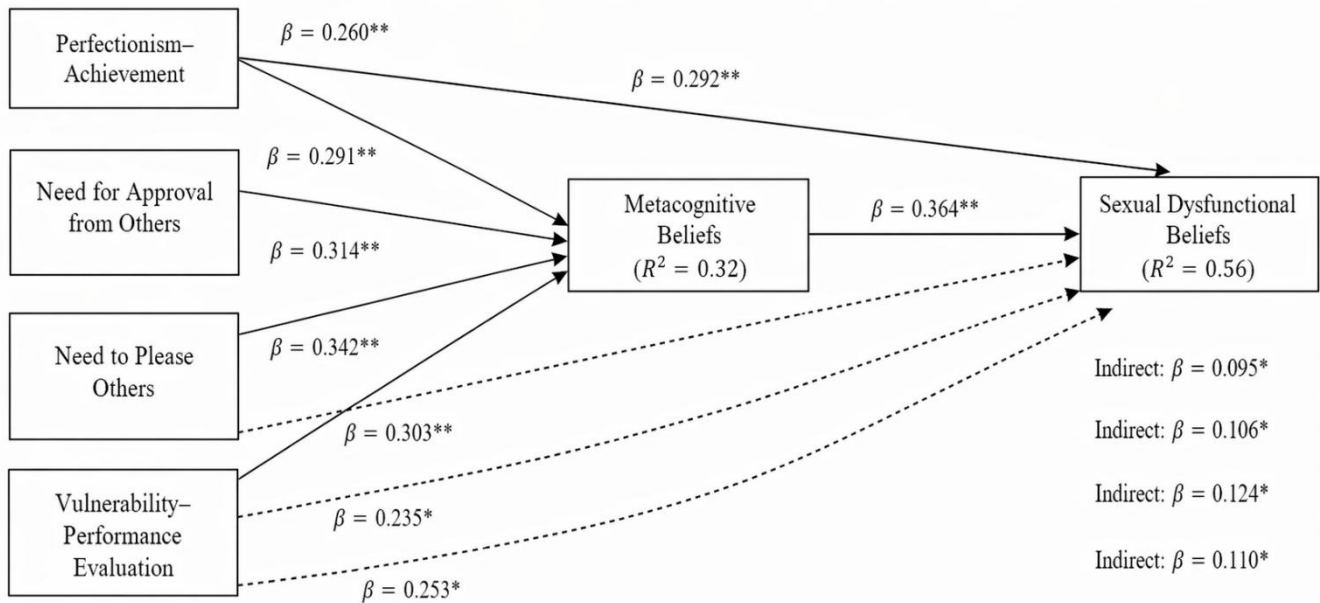 Perfectionism–
Achievement
β = 0.260**
β = 0.292**
Need for Approval
from Others
β = 0.291**
β = 0.314**
Metacognitive
Beliefs
(R² = 0.32)
β = 0.364**
Sexual Dysfunctional
Beliefs
(R² = 0.56)
Need to Please
Others
β = 0.342**
β = 0.303**
Vulnerability–
Performance
Evaluation
β = 0.235*
β = 0.253*
Indirect: β = 0.095*
Indirect: β = 0.106*
Indirect: β = 0.124*
Indirect: β = 0.110*